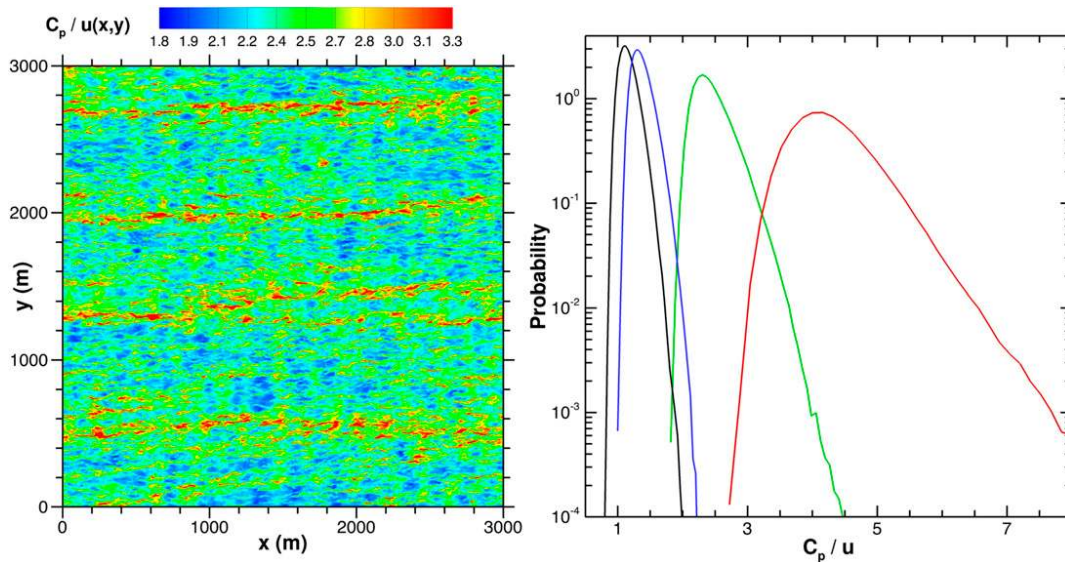 C_p / u(x,y)
1.8 1.9 2.1 2.2 2.4 2.5 2.7 2.8 3.0 3.1 3.3
3000
2000
1000
0
y (m)
0 1000 2000 3000
x (m)
10^0
10^-1
10^-2
10^-3
10^-4
Probability
1 3 5 7
C_p / u